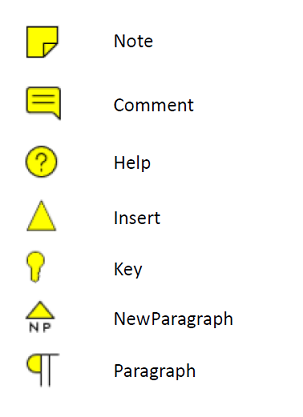 Note
Comment
? Help
Insert
Key
NP NewParagraph
¶ Paragraph